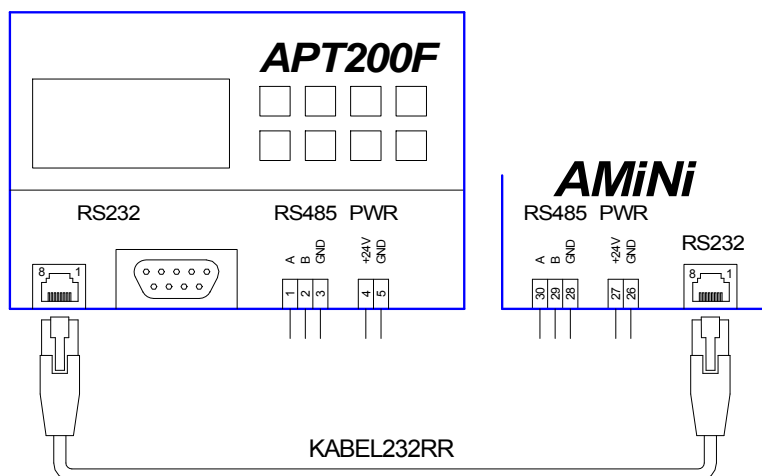 APT200F
AMiNi
RS232 RS485 PWR
RS485 PWR
RS232
A B GND +24V GND
A B GND +24V GND
8 1
1 2 3 4 5
30 29 28 27 26
8 1
KABEL232RR